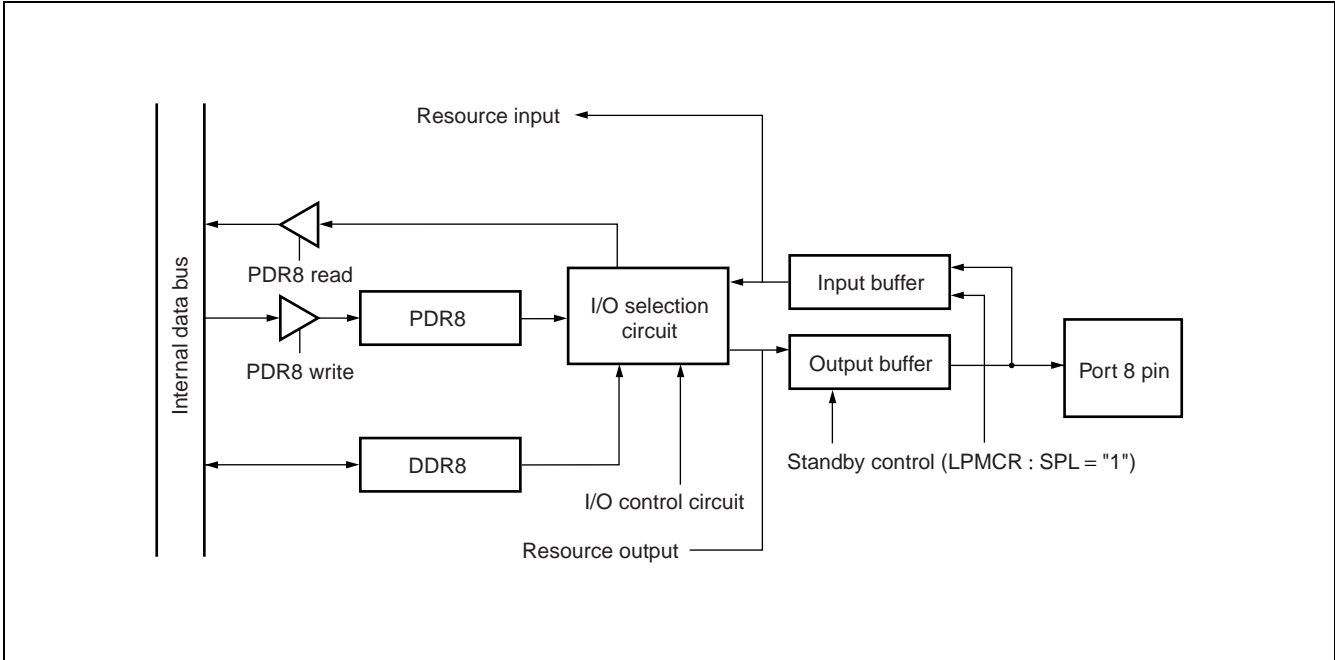 Resource input
Internal data bus
PDR8 read
PDR8
PDR8 write
I/O selection
circuit
Input buffer
Output buffer
Port 8 pin
DDR8
Standby control (LPMCR : SPL = "1")
I/O control circuit
Resource output